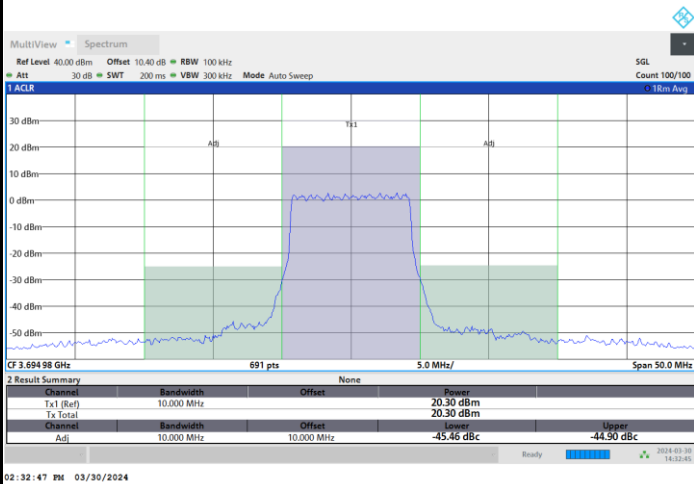 MultiView Spectrum
Ref Level 40.00 dBm Offset 10.40 dB RBW 100 kHz SGL
Att 30 dB SWT 200 ms VBW 300 kHz Mode Auto Sweep Count 100/100
1 ACLR 1Rm Avg
30 dBm
Tx1
20 dBm
Adj Adj
10 dBm
0 dBm
-10 dBm
-20 dBm
-30 dBm
-40 dBm
-50 dBm
CF 3.694 98 GHz 691 pts 5.0 MHz/ Span 50.0 MHz
2 Result Summary None
Channel Bandwidth Offset Power
Tx1 (Ref) 10.000 MHz 20.30 dBm
Tx Total 20.30 dBm
Channel Bandwidth Offset Lower Upper
Adj 10.000 MHz 10.000 MHz -45.46 dBc -44.90 dBc
Ready 2024-03-30
14:32:45
02:32:47 PM 03/30/2024